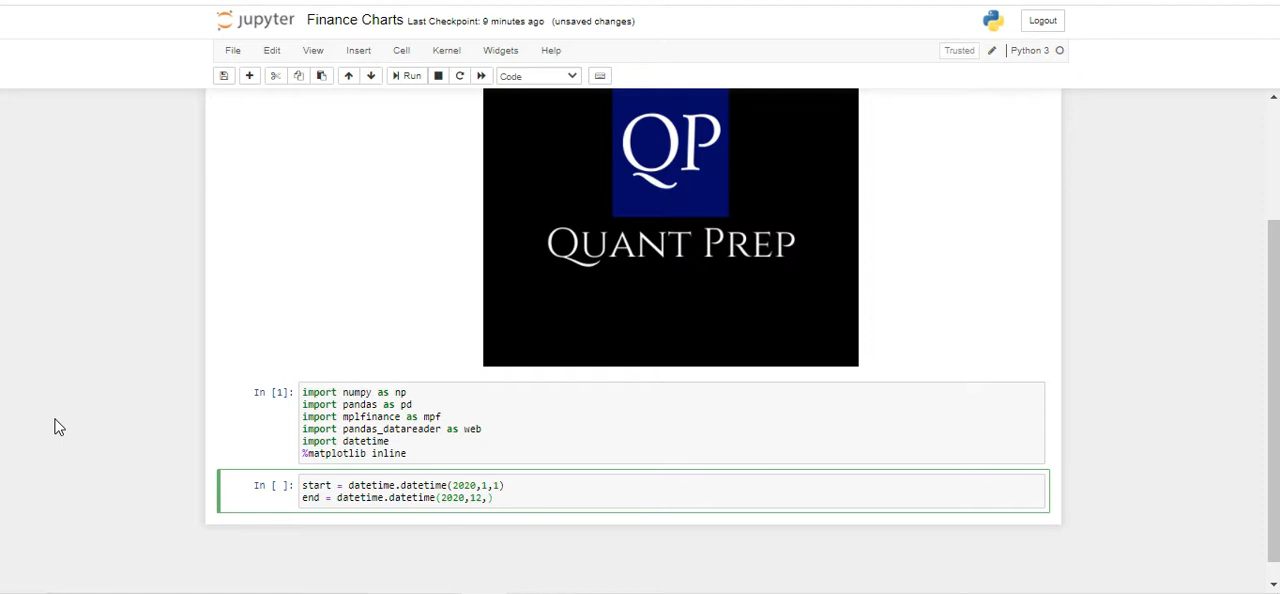 jupyter Finance Charts Last Checkpoint: 9 minutes ago (unsaved changes) Logout
File Edit View Insert Cell Kernel Widgets Help Trusted Python 3
Run Code
QP
QUANT PREP
In [1]: import numpy as np
import pandas as pd
import mplfinance as mpf
import pandas_datareader as web
import datetime
%matplotlib inline
In [ ]: start = datetime.datetime(2020,1,1)
end = datetime.datetime(2020,12,)